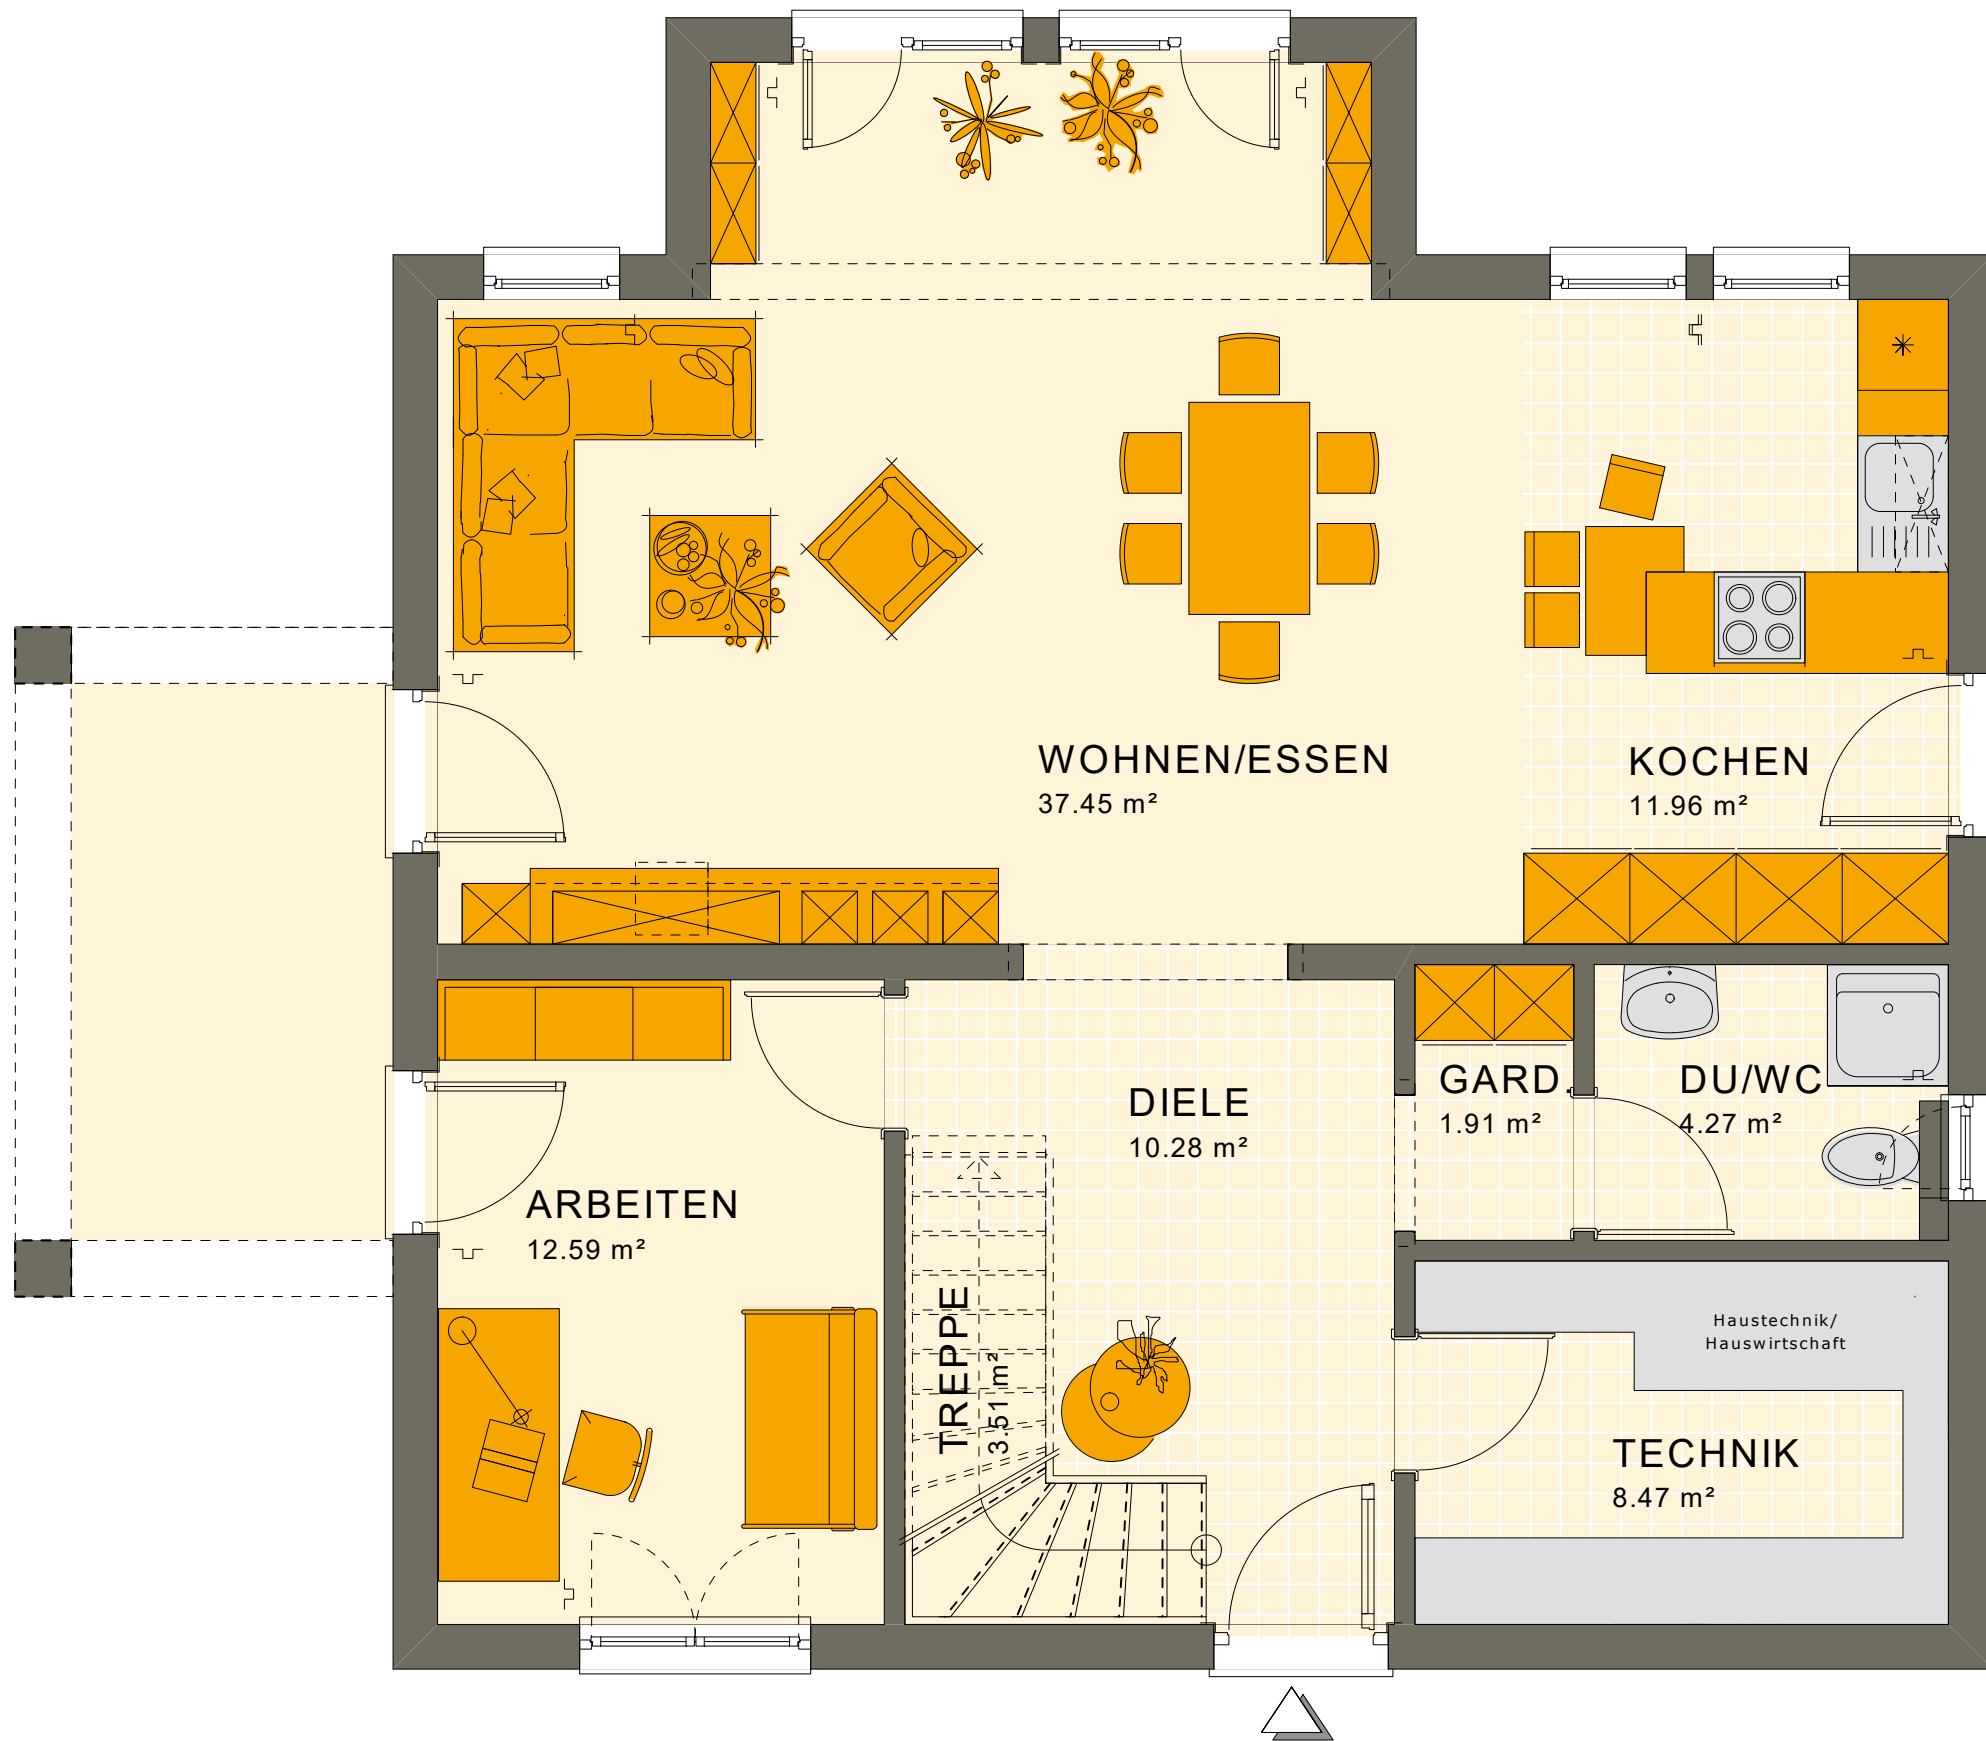 WOHNEN/ESSEN
37.45 m²
KOCHEN
11.96 m²
GARD.
1.91 m²
DU/WC
4.27 m²
DIELE
10.28 m²
ARBEITEN
12.59 m²
TREPPE
3.51 m²
Haustechnik/
Hauswirtschaft
TECHNIK
8.47 m²